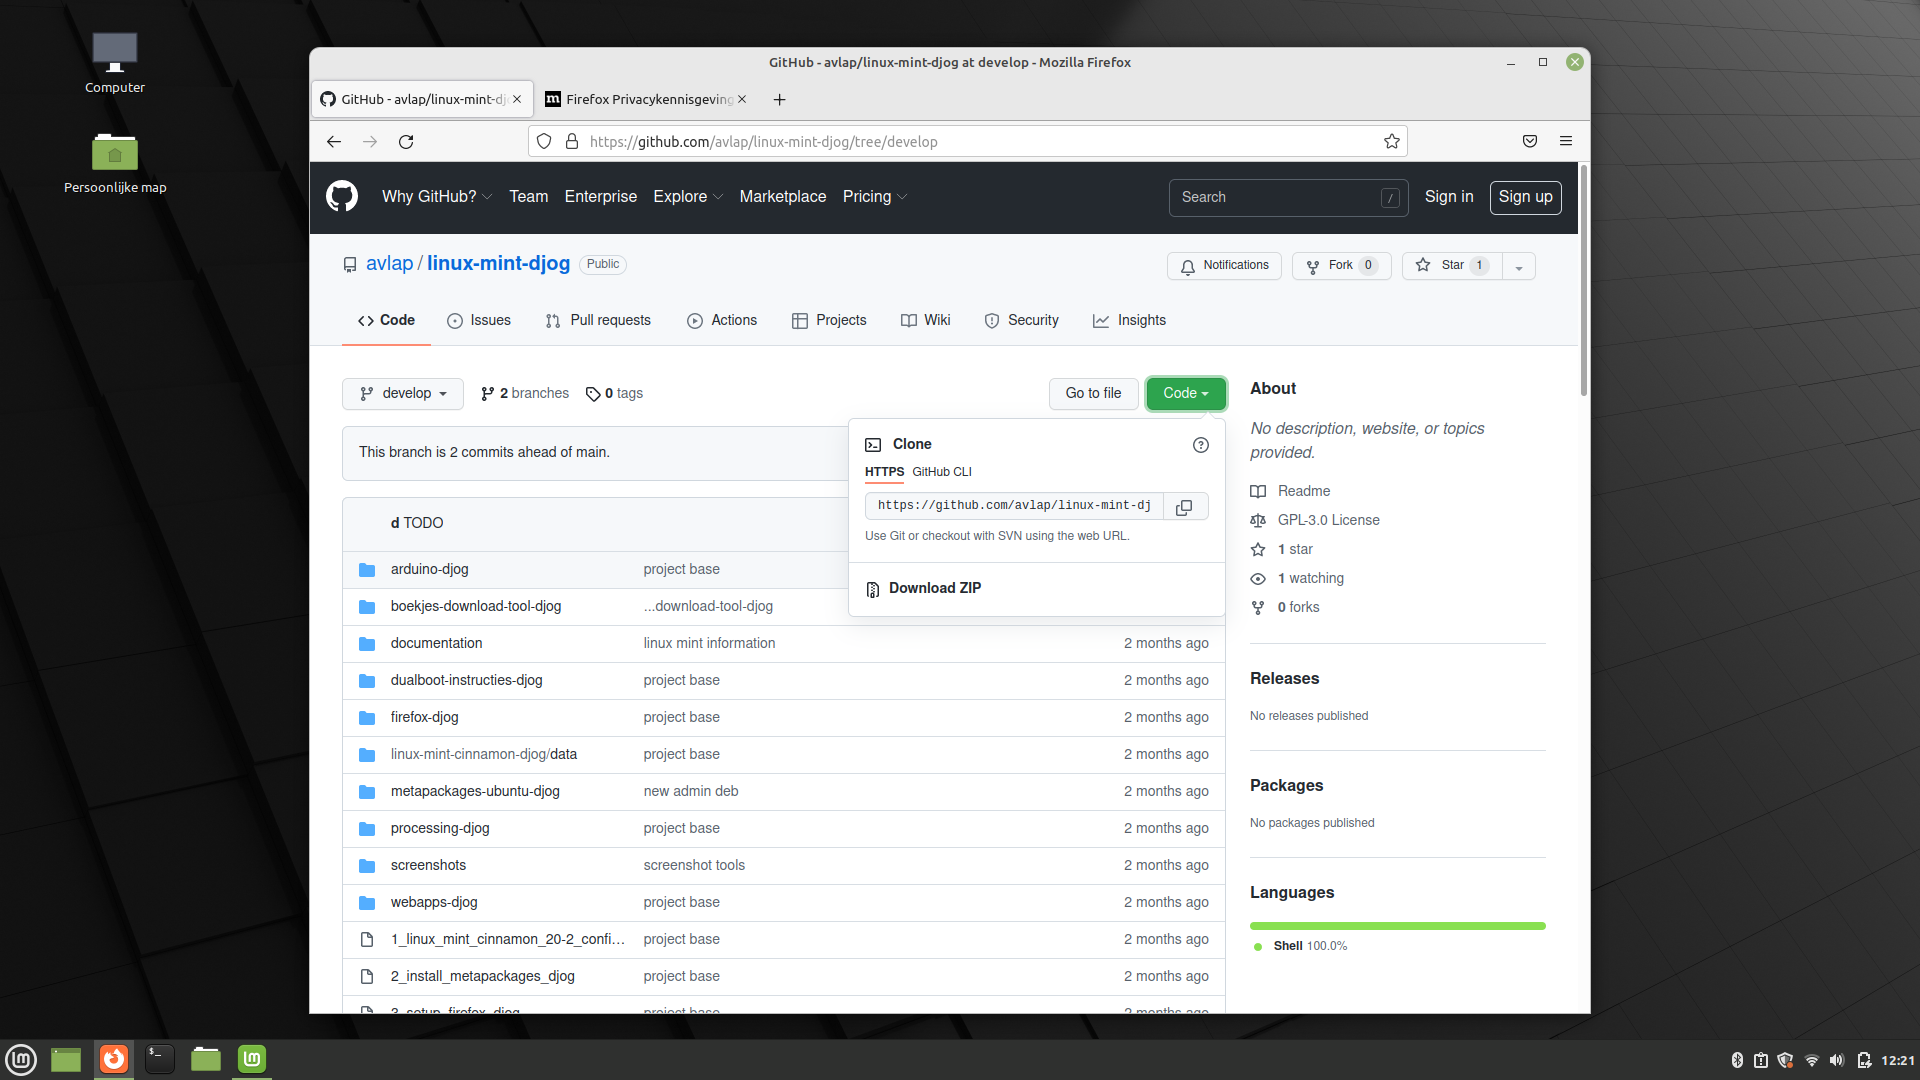 Computer
Persoonlijke map
GitHub - avlap/linux-mint-djog at develop - Mozilla Firefox
GitHub - avlap/linux-mint-dj
Firefox Privacykennisgeving
https://github.com/avlap/linux-mint-djog/tree/develop
Why GitHub? Team Enterprise Explore Marketplace Pricing Search / Sign in Sign up
avlap / linux-mint-djog Public
Notifications Fork 0 Star 1
Code Issues Pull requests Actions Projects Wiki Security Insights
develop 2 branches 0 tags Go to file Code
This branch is 2 commits ahead of main.
Clone
HTTPS GitHub CLI
https://github.com/avlap/linux-mint-dj
Use Git or checkout with SVN using the web URL.
Download ZIP
d TODO
arduino-djog project base
boekjes-download-tool-djog ...download-tool-djog
documentation linux mint information 2 months ago
dualboot-instructies-djog project base 2 months ago
firefox-djog project base 2 months ago
linux-mint-cinnamon-djog/data project base 2 months ago
metapackages-ubuntu-djog new admin deb 2 months ago
processing-djog project base 2 months ago
screenshots screenshot tools 2 months ago
webapps-djog project base 2 months ago
1_linux_mint_cinnamon_20-2_confi... project base 2 months ago
2_install_metapackages_djog project base 2 months ago
3_setup_firefox_djog project base 2 months ago
About
No description, website, or topics
provided.
Readme
GPL-3.0 License
1 star
1 watching
0 forks
Releases
No releases published
Packages
No packages published
Languages
Shell 100.0%
12:21